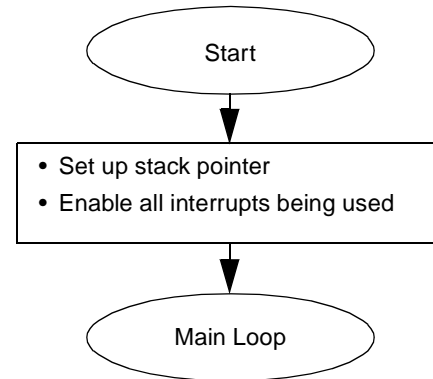 Start
• Set up stack pointer
• Enable all interrupts being used
Main Loop